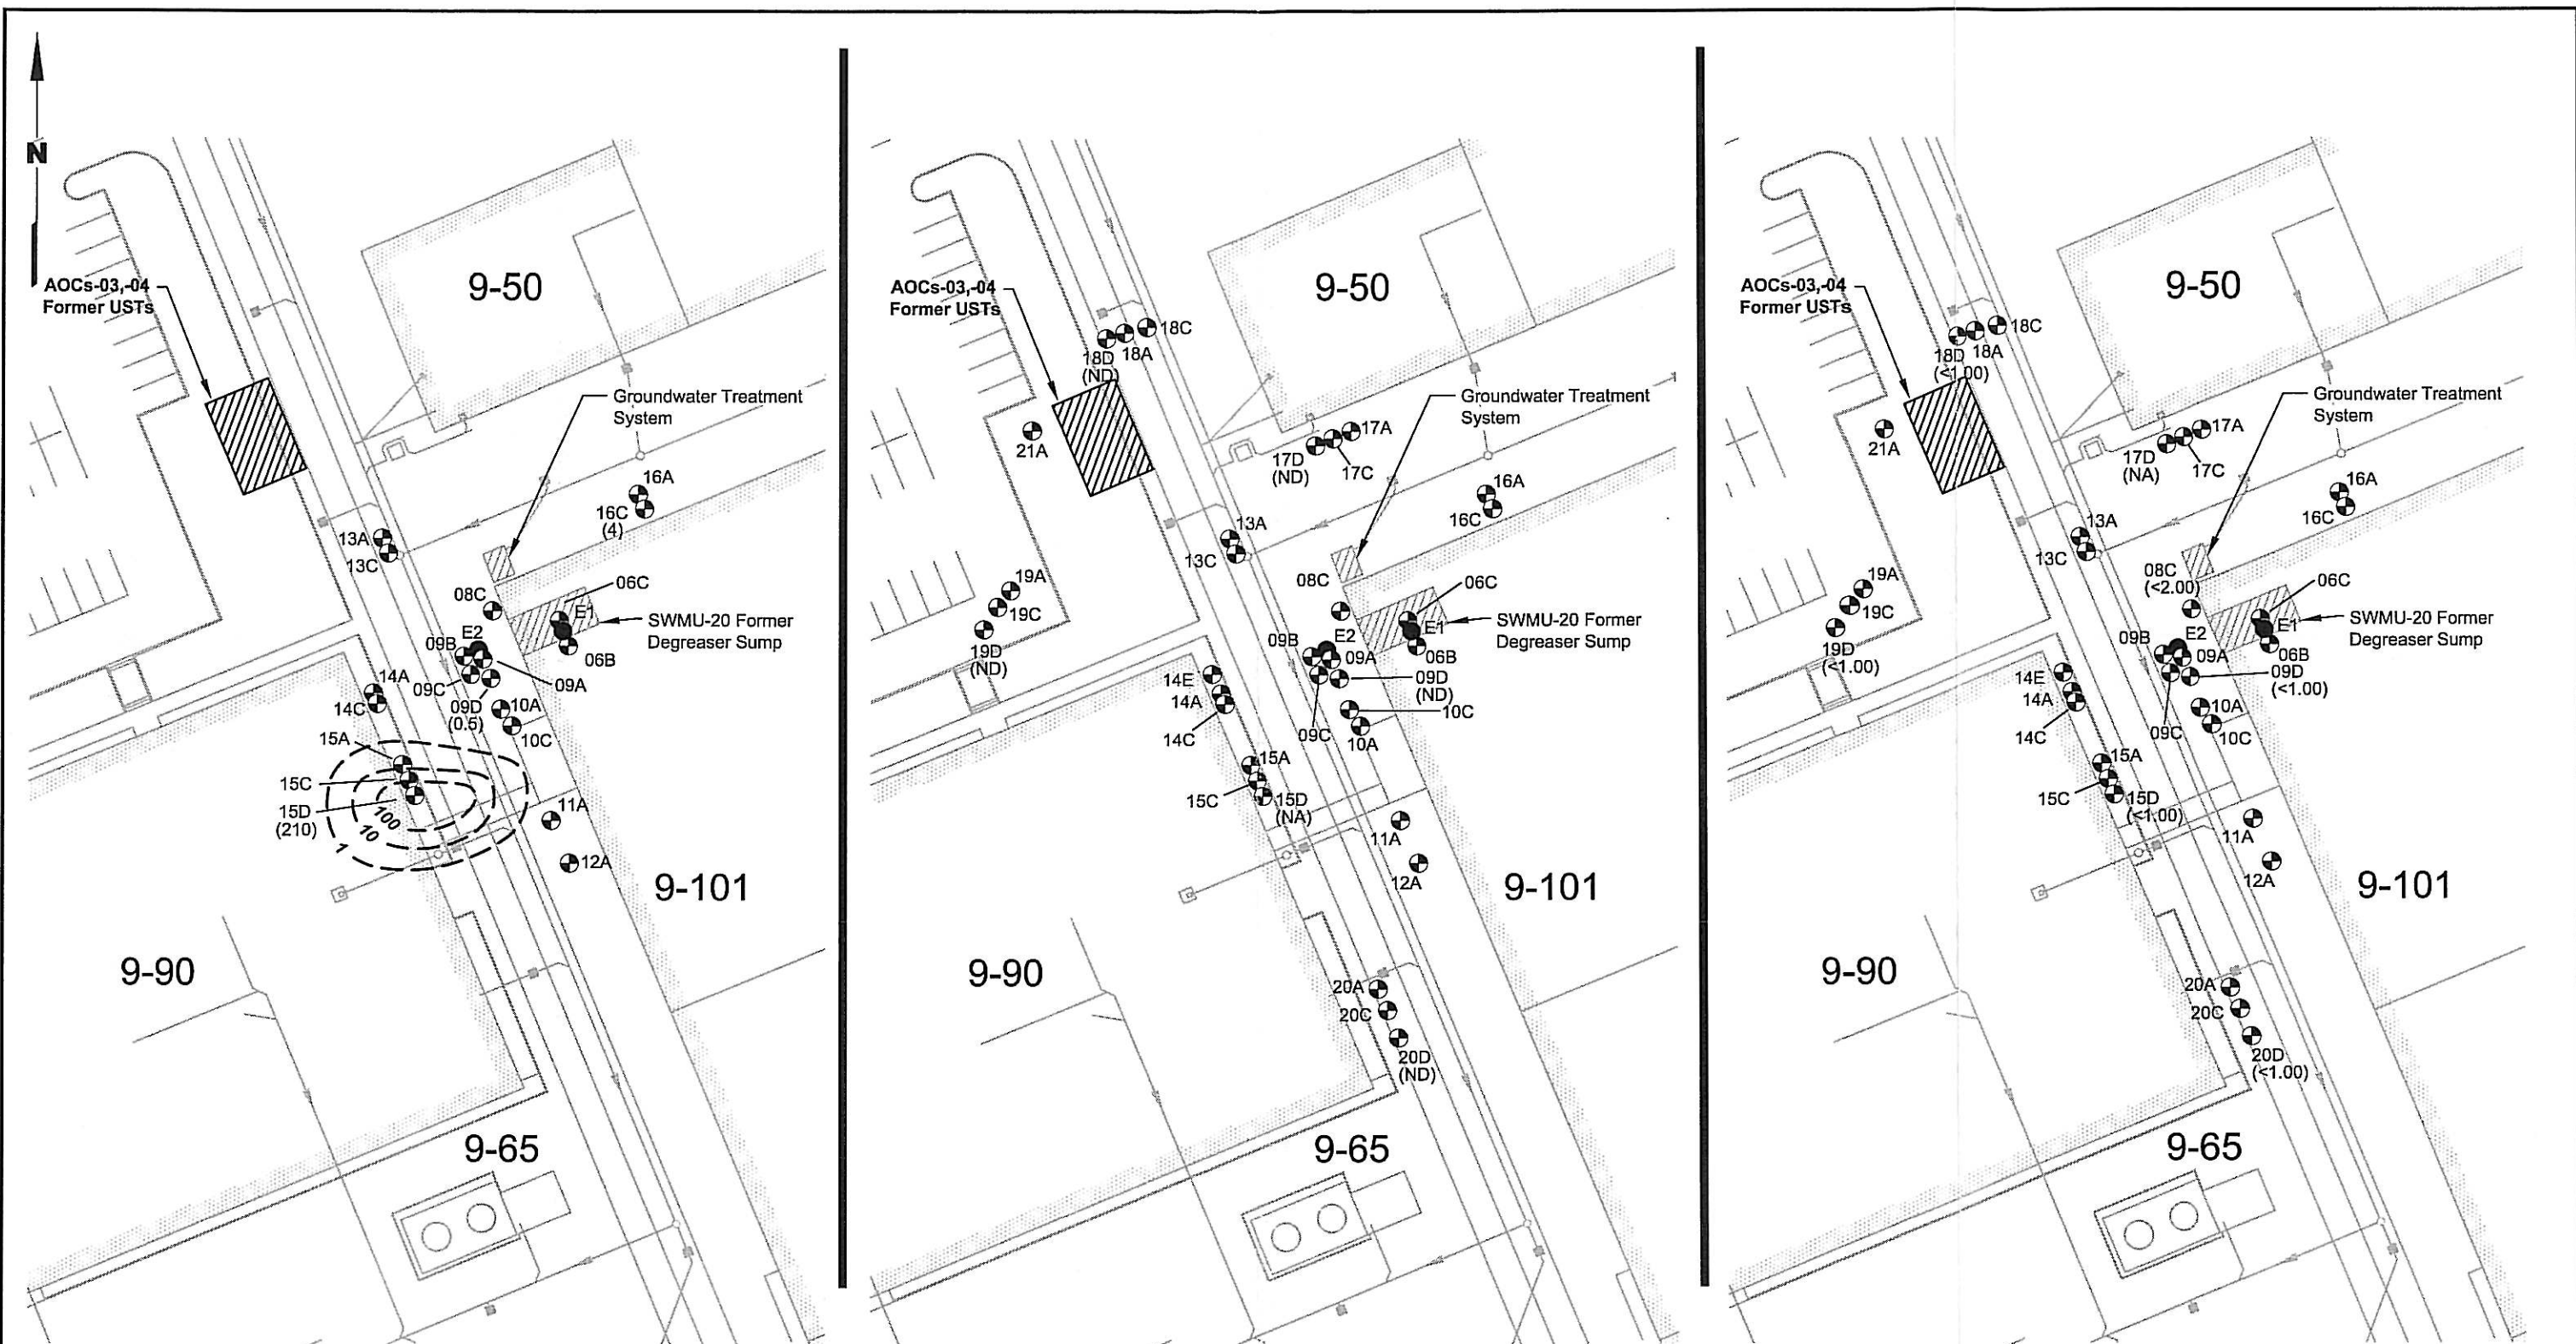 N
AOCs-03,-04
Former USTs
9-50
Groundwater Treatment
System
16A
16C
(4)
13A
13C
06C
08C
E1
SWMU-20 Former
Degreaser Sump
E2
09B
06B
14A
09C
09A
09D
(0.5)
14C
10A
10C
15A
15C
15D
(210)
100
10
1
11A
12A
9-101
9-90
9-65
AOCs-03,-04
Former USTs
9-50
18C
18D
(ND)
18A
Groundwater Treatment
System
21A
17A
17D
(ND)
17C
16A
16C
13A
13C
19A
19C
19D
(ND)
08C
06C
E1
SWMU-20 Former
Degreaser Sump
09B
E2
09A
06B
09D
(ND)
14E
14A
14C
09C
10C
10A
15A
15C
15D
(NA)
11A
12A
9-101
9-90
20A
20C
20D
(ND)
9-65
AOCs-03,-04
Former USTs
9-50
18C
18D
(<1.00)
18A
Groundwater Treatment
System
21A
17A
17D
(NA)
17C
16A
16C
13A
13C
19A
19C
19D
(<1.00)
08C
(<2.00)
06C
E1
SWMU-20 Former
Degreaser Sump
09B
E2
09A
06B
09D
(<1.00)
14E
14A
14C
09C
10A
10C
15A
15C
15D
(<1.00)
11A
12A
9-101
9-90
20A
20C
20D
(<1.00)
9-65